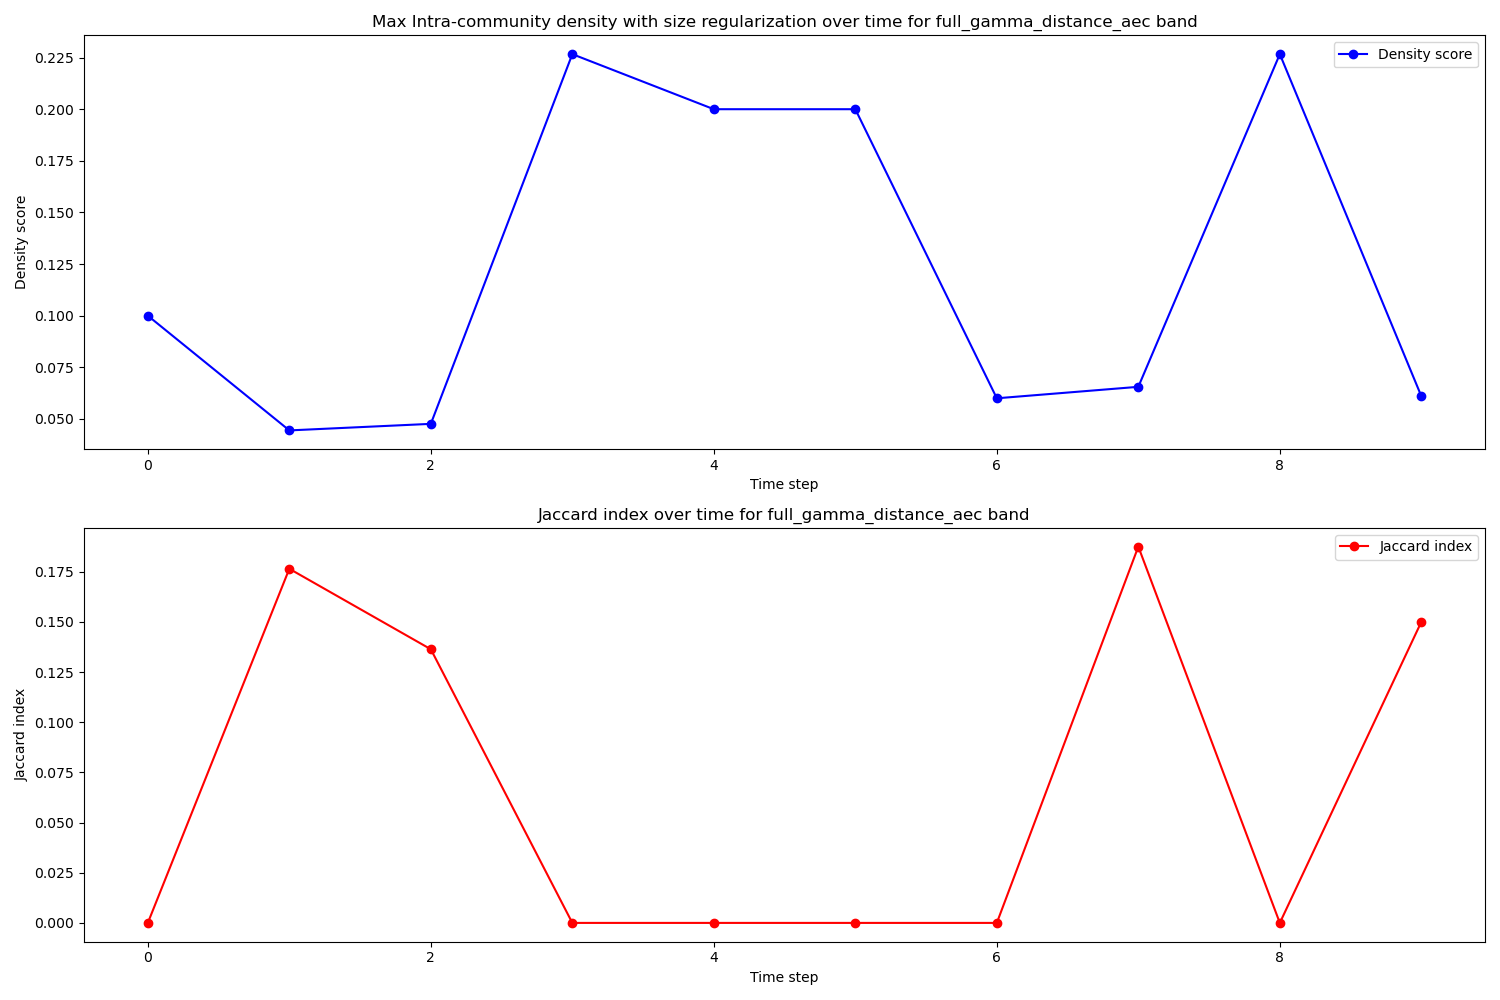 Max Intra-community density with size regularization over time for full_gamma_distance_aec band
Density score
0.225
0.200
0.175
0.150
0.125
0.100
0.075
0.050
Density score
0 2 4 6 8
Time step
Jaccard index over time for full_gamma_distance_aec band
Jaccard index
0.175
0.150
0.125
0.100
0.075
0.050
0.025
0.000
Jaccard index
0 2 4 6 8
Time step